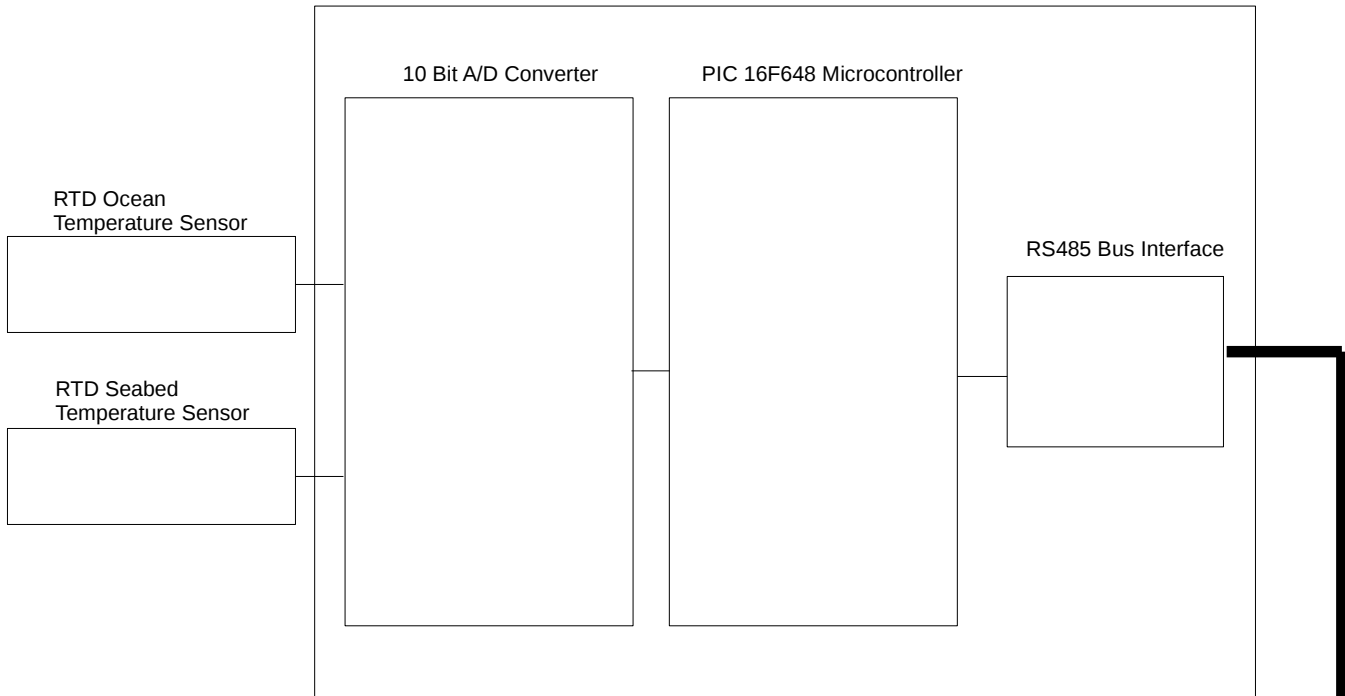 10 Bit A/D Converter
PIC 16F648 Microcontroller
RTD Ocean
Temperature Sensor
RS485 Bus Interface
RTD Seabed
Temperature Sensor